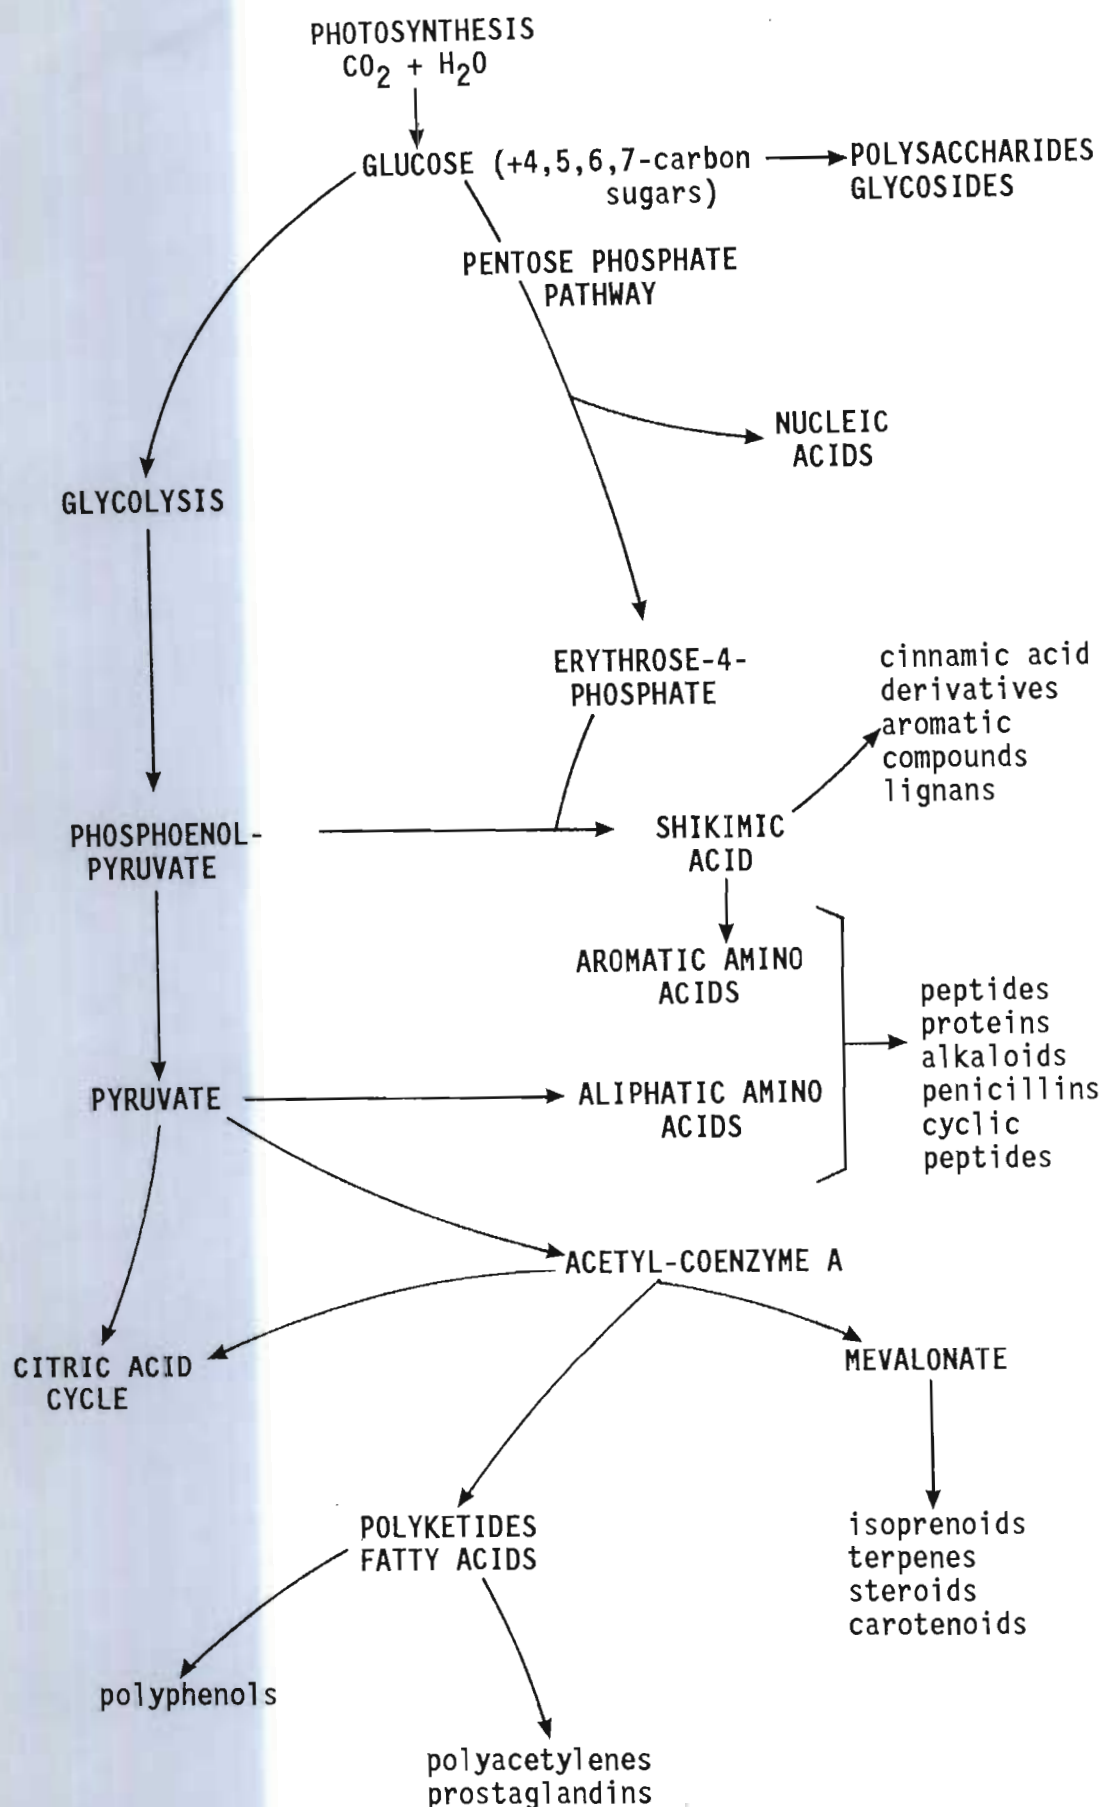 PHOTOSYNTHESIS
CO₂ + H₂O
GLUCOSE (+4,5,6,7-carbon
sugars)
POLYSACCHARIDES
GLYCOSIDES
PENTOSE PHOSPHATE
PATHWAY
NUCLEIC
ACIDS
GLYCOLYSIS
ERYTHROSE-4-
PHOSPHATE
cinnamic acid
derivatives
aromatic
compounds
lignans
PHOSPHOENOL-
PYRUVATE
SHIKIMIC
ACID
AROMATIC AMINO
ACIDS
peptides
proteins
alkaloids
penicillins
cyclic
peptides
PYRUVATE
ALIPHATIC AMINO
ACIDS
ACETYL-COENZYME A
CITRIC ACID
CYCLE
MEVALONATE
POLYKETIDES
FATTY ACIDS
isoprenoids
terpenes
steroids
carotenoids
polyphenols
polyacetylenes
prostaglandins